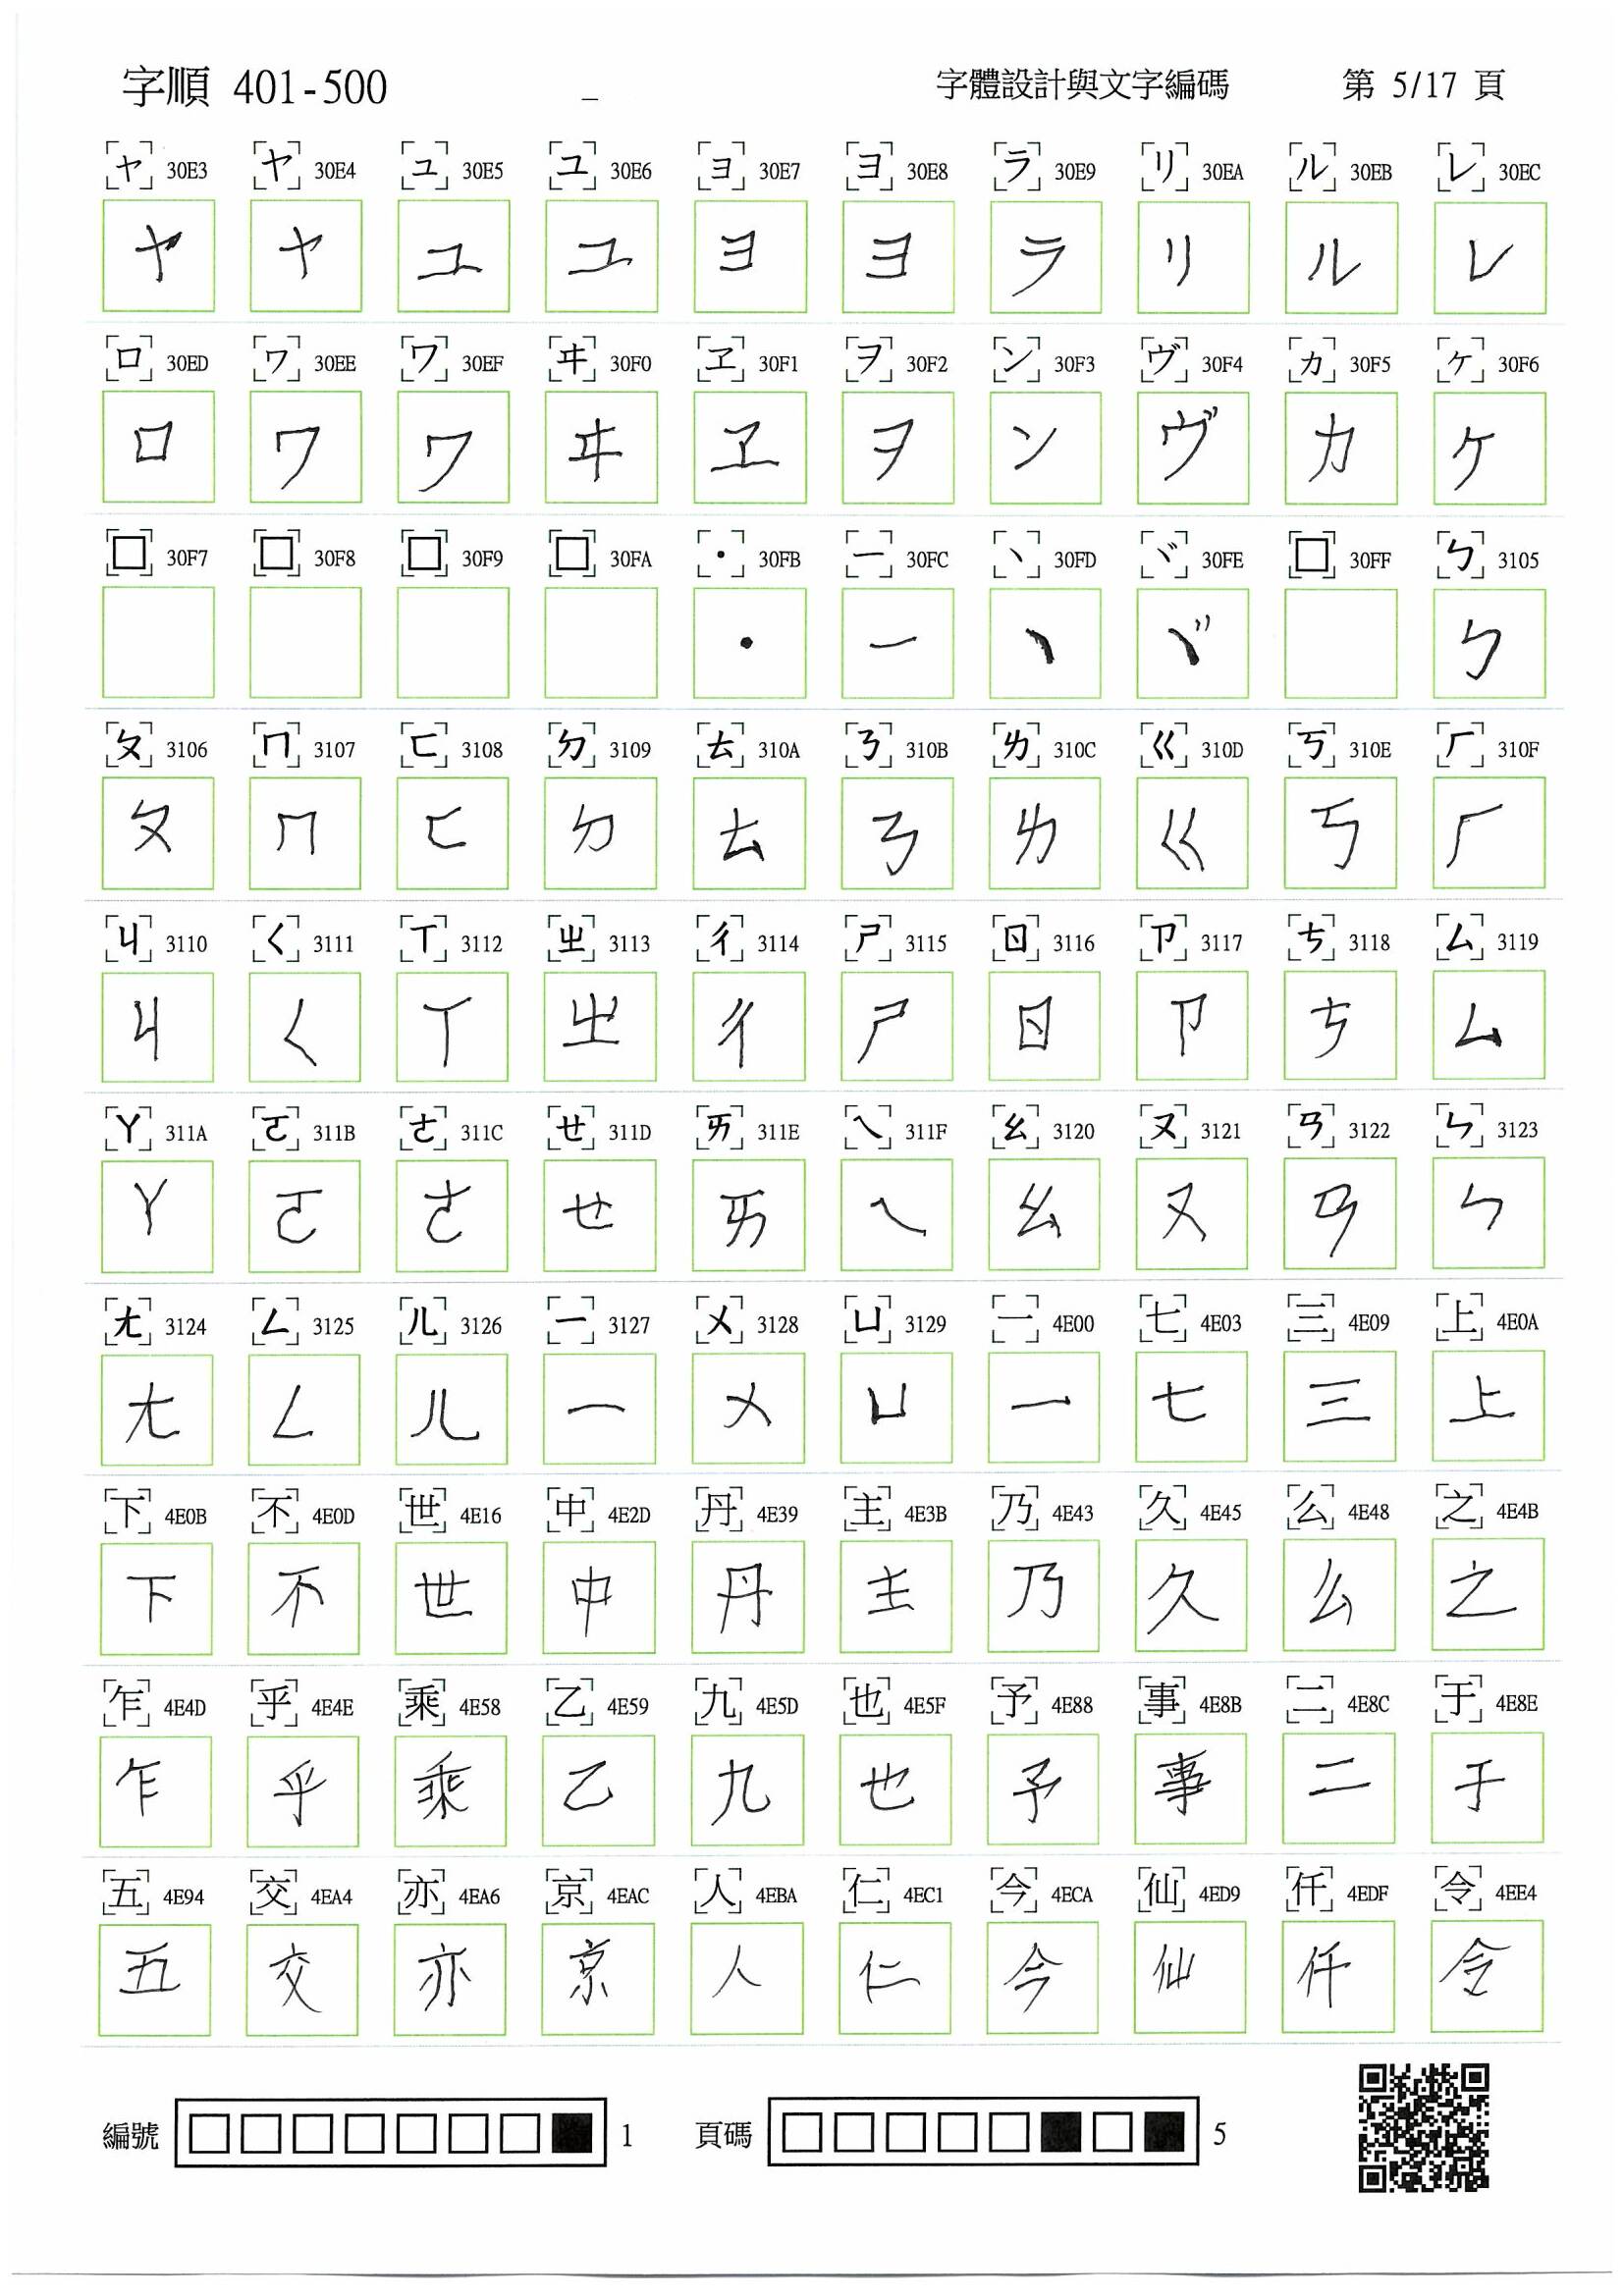 字順 401-500 _ 字體設計與文字編碼 第 5/17 頁
ャ 30E3 ヤ 30E4 ュ 30E5 ユ 30E6 ョ 30E7 ヨ 30E8 ラ 30E9 リ 30EA ル 30EB レ 30EC
ヤ ヤ ユ ユ ヨ ヨ ラ リ ル レ
ロ 30ED ヮ 30EE ワ 30EF ヰ 30F0 ヱ 30F1 ヲ 30F2 ン 30F3 ヴ 30F4 ヵ 30F5 ヶ 30F6
ロ ワ ワ ヰ ヱ ヲ ン ヴ カ ケ
□ 30F7 □ 30F8 □ 30F9 □ 30FA ・ 30FB ー 30FC ヽ 30FD ヾ 30FE □ 30FF ㄅ 3105
・ ー ヽ ヾ ㄅ
ㄆ 3106 ㄇ 3107 ㄈ 3108 ㄉ 3109 ㄊ 310A ㄋ 310B ㄌ 310C ㄍ 310D ㄎ 310E ㄏ 310F
ㄆ ㄇ ㄈ ㄉ ㄊ ㄋ ㄌ ㄍ ㄎ ㄏ
ㄐ 3110 ㄑ 3111 ㄒ 3112 ㄓ 3113 ㄔ 3114 ㄕ 3115 ㄖ 3116 ㄗ 3117 ㄘ 3118 ㄙ 3119
ㄐ ㄑ ㄒ ㄓ ㄔ ㄕ ㄖ ㄗ ㄘ ㄙ
ㄚ 311A ㄛ 311B ㄜ 311C ㄝ 311D ㄞ 311E ㄟ 311F ㄠ 3120 ㄡ 3121 ㄢ 3122 ㄣ 3123
ㄚ ㄛ ㄜ ㄝ ㄞ ㄟ ㄠ ㄡ ㄢ ㄣ
ㄤ 3124 ㄥ 3125 ㄦ 3126 ㄧ 3127 ㄨ 3128 ㄩ 3129 一 4E00 七 4E03 三 4E09 上 4E0A
ㄤ ㄥ ㄦ ㄧ ㄨ ㄩ 一 七 三 上
下 4E0B 不 4E0D 世 4E16 中 4E2D 丹 4E39 主 4E3B 乃 4E43 久 4E45 么 4E48 之 4E4B
下 不 世 中 丹 主 乃 久 么 之
乍 4E4D 乎 4E4E 乘 4E58 乙 4E59 九 4E5D 也 4E5F 予 4E88 事 4E8B 二 4E8C 于 4E8E
乍 乎 乘 乙 九 也 予 事 二 于
五 4E94 交 4EA4 亦 4EA6 京 4EAC 人 4EBA 仁 4EC1 今 4ECA 仙 4ED9 仟 4EDF 令 4EE4
五 交 亦 京 人 仁 今 仙 仟 令
編號 1 頁碼 5